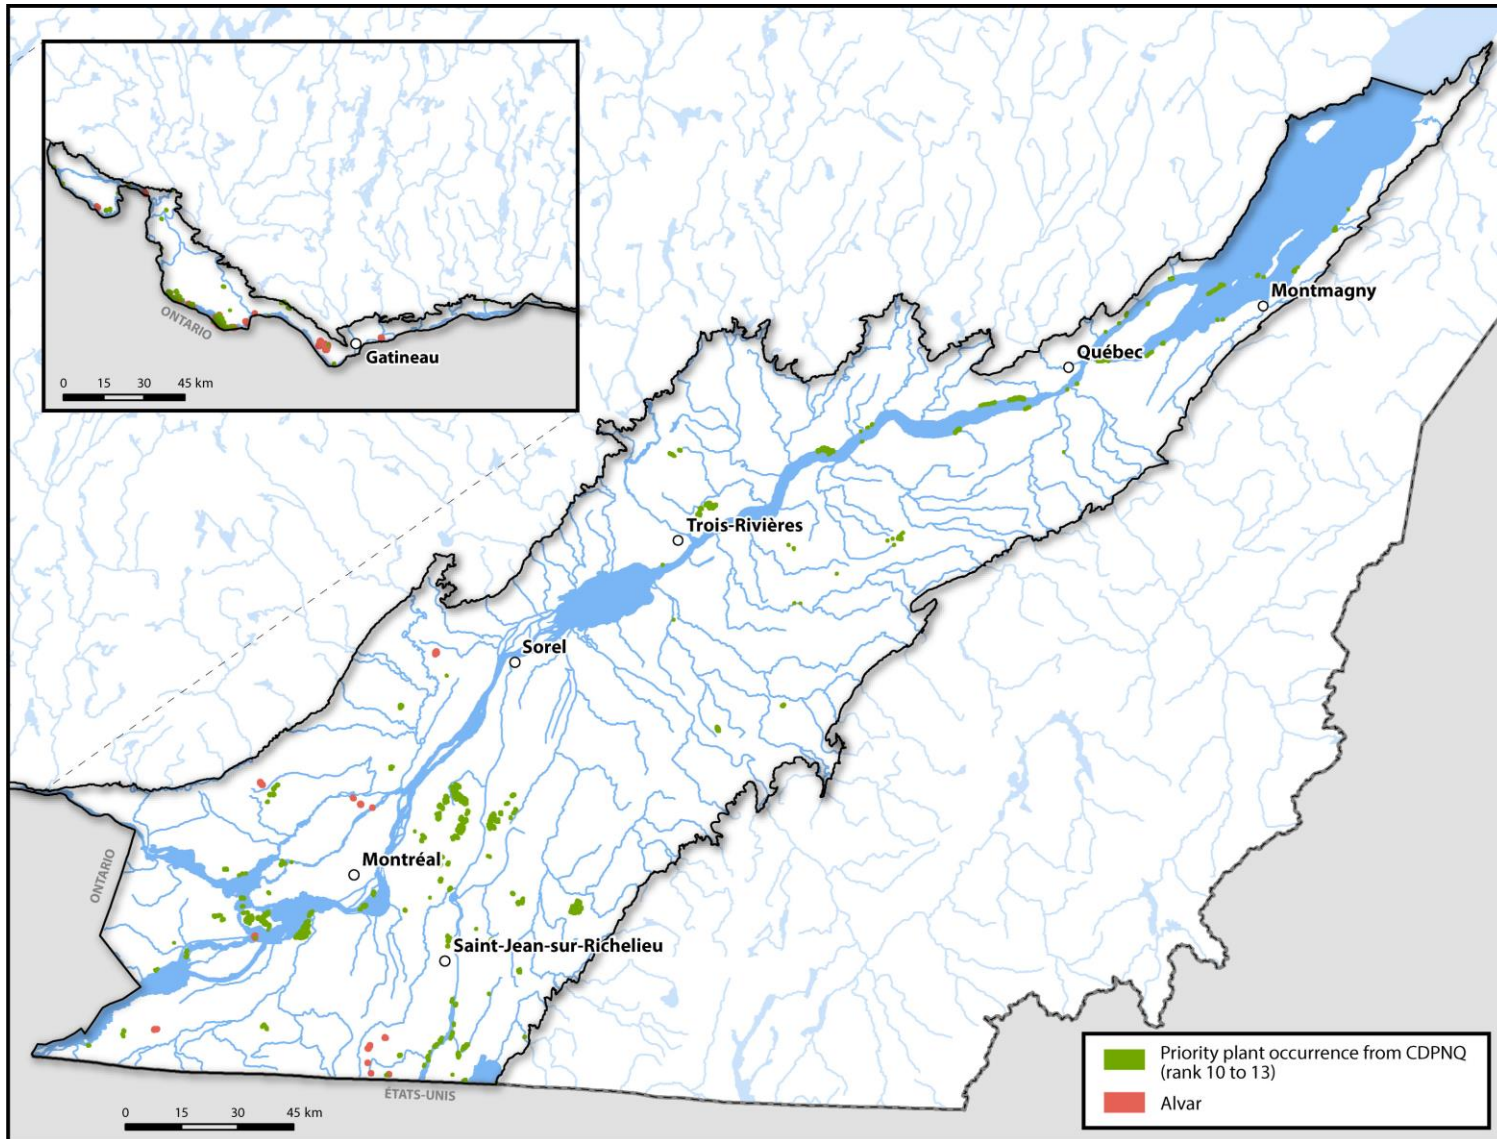 ONTARIO
Gatineau
0 15 30 45 km
Montmagny
Québec
Trois-Rivières
Sorel
Montréal
ONTARIO
Saint-Jean-sur-Richelieu
ÉTATS-UNIS
0 15 30 45 km
Priority plant occurrence from CDPNQ
(rank 10 to 13)
Alvar